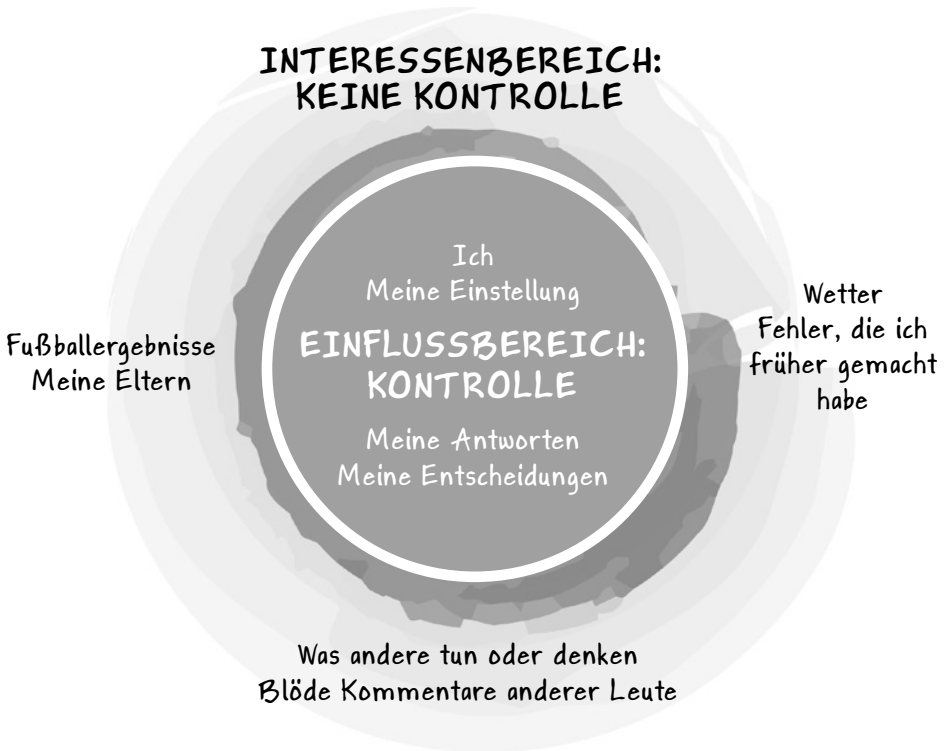 INTERESSENBEREICH:
KEINE KONTROLLE
Ich
Meine Einstellung
EINFLUSSBEREICH:
KONTROLLE
Meine Antworten
Meine Entscheidungen
Fußballergebnisse
Meine Eltern
Wetter
Fehler, die ich
früher gemacht
habe
Was andere tun oder denken
Blöde Kommentare anderer Leute